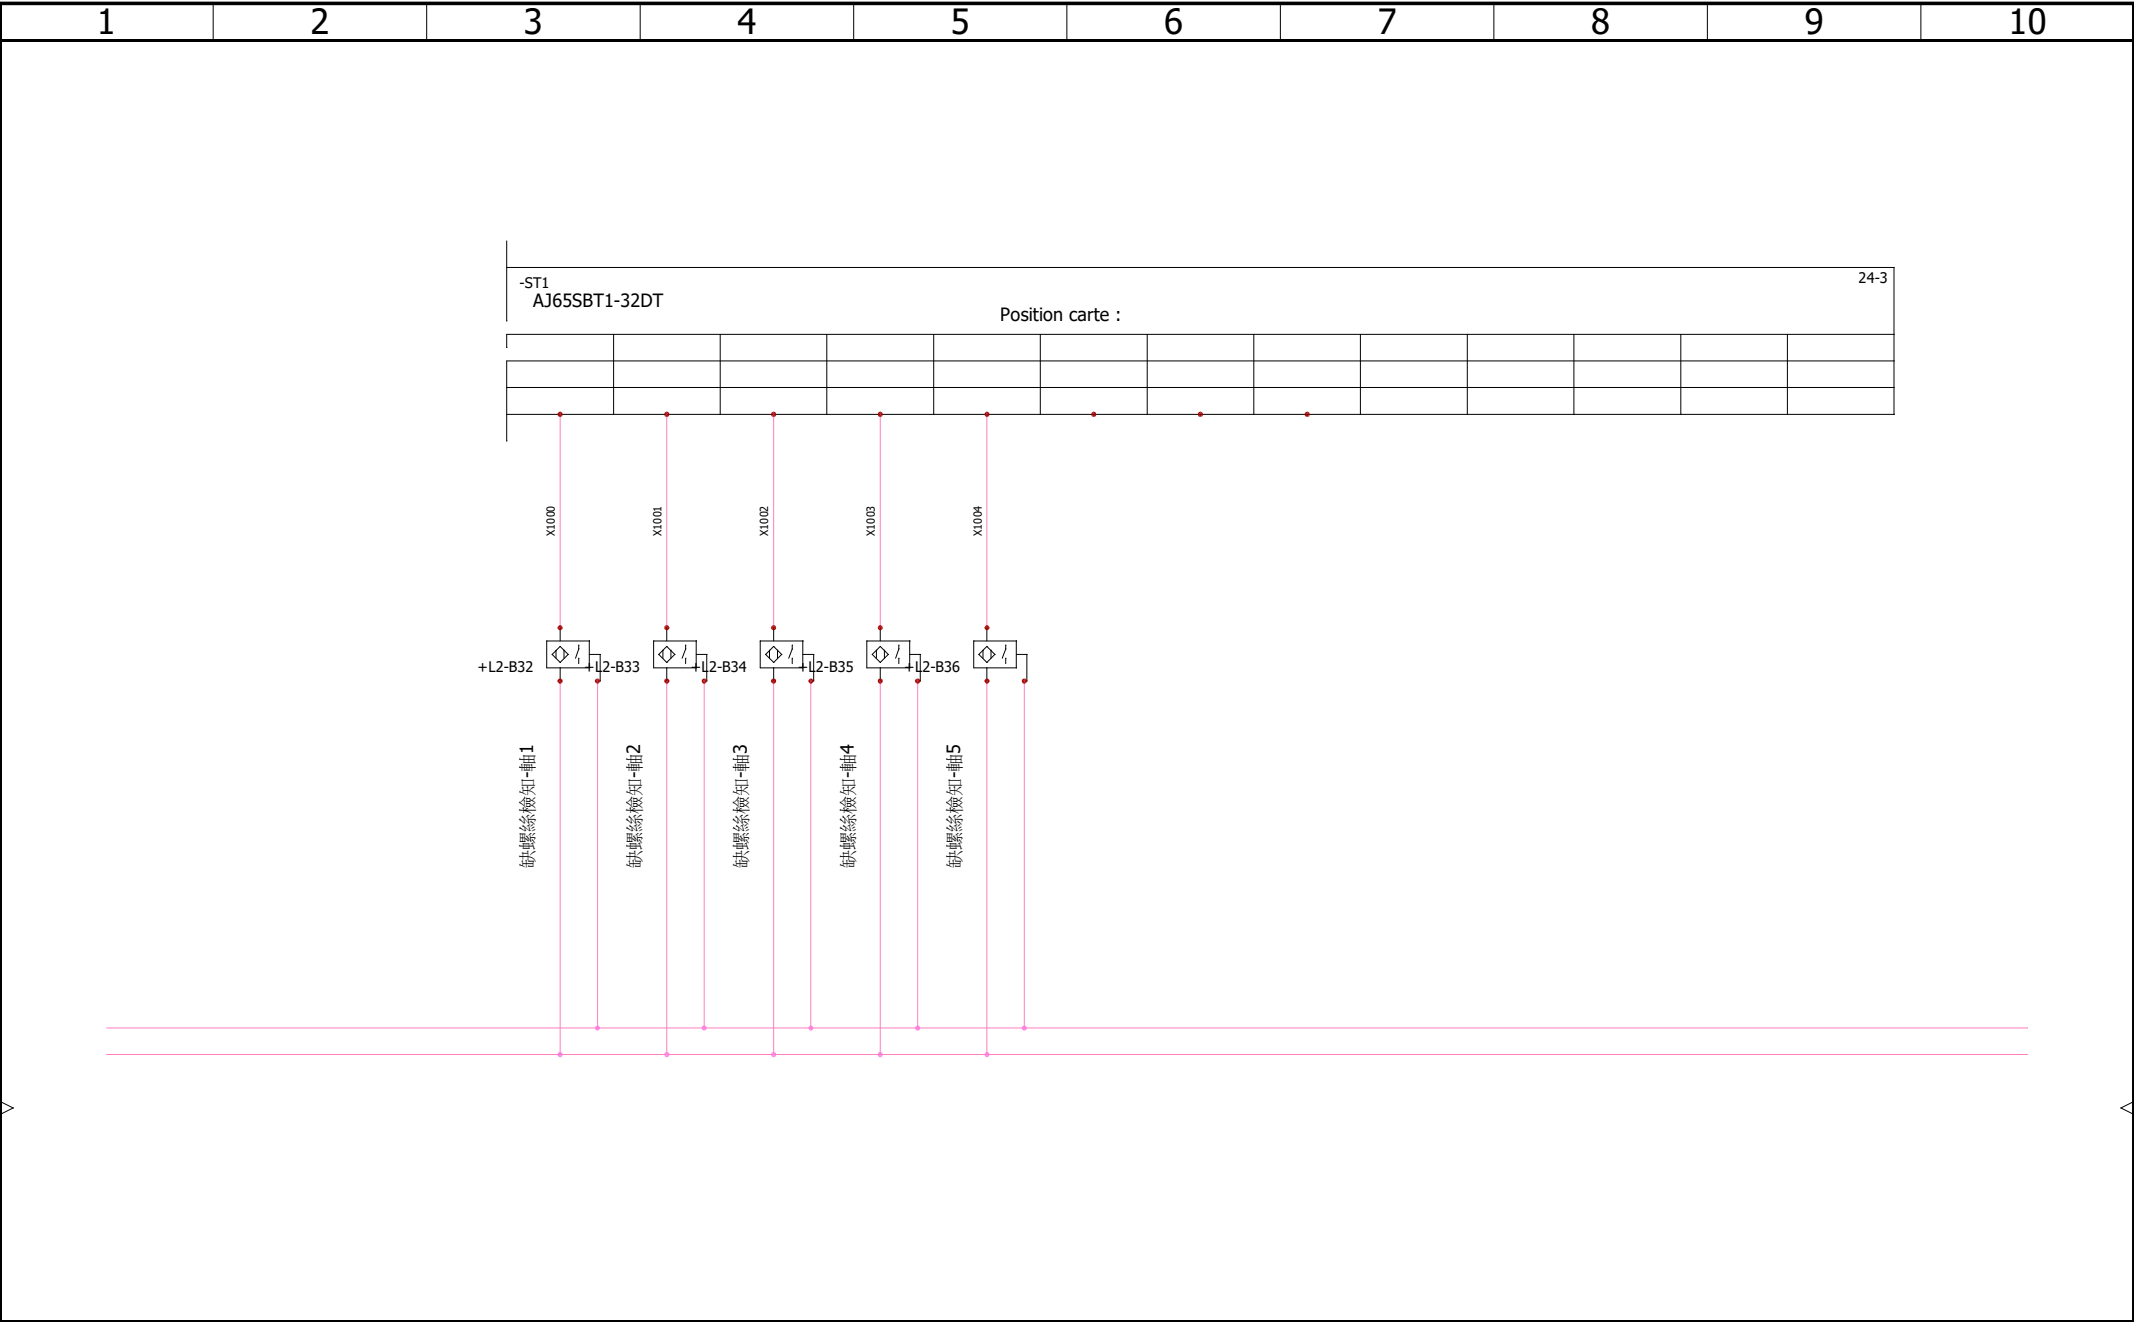 1 2 3 4 5 6 7 8 9 10
-ST1
24-3
AJ65SBT1-32DT
Position carte :
X1000
X1001
X1002
X1003
X1004
+L2-B32
+L2-B33
+L2-B34
+L2-B35
+L2-B36
缺螺絲檢知-軸1
缺螺絲檢知-軸2
缺螺絲檢知-軸3
缺螺絲檢知-軸4
缺螺絲檢知-軸5